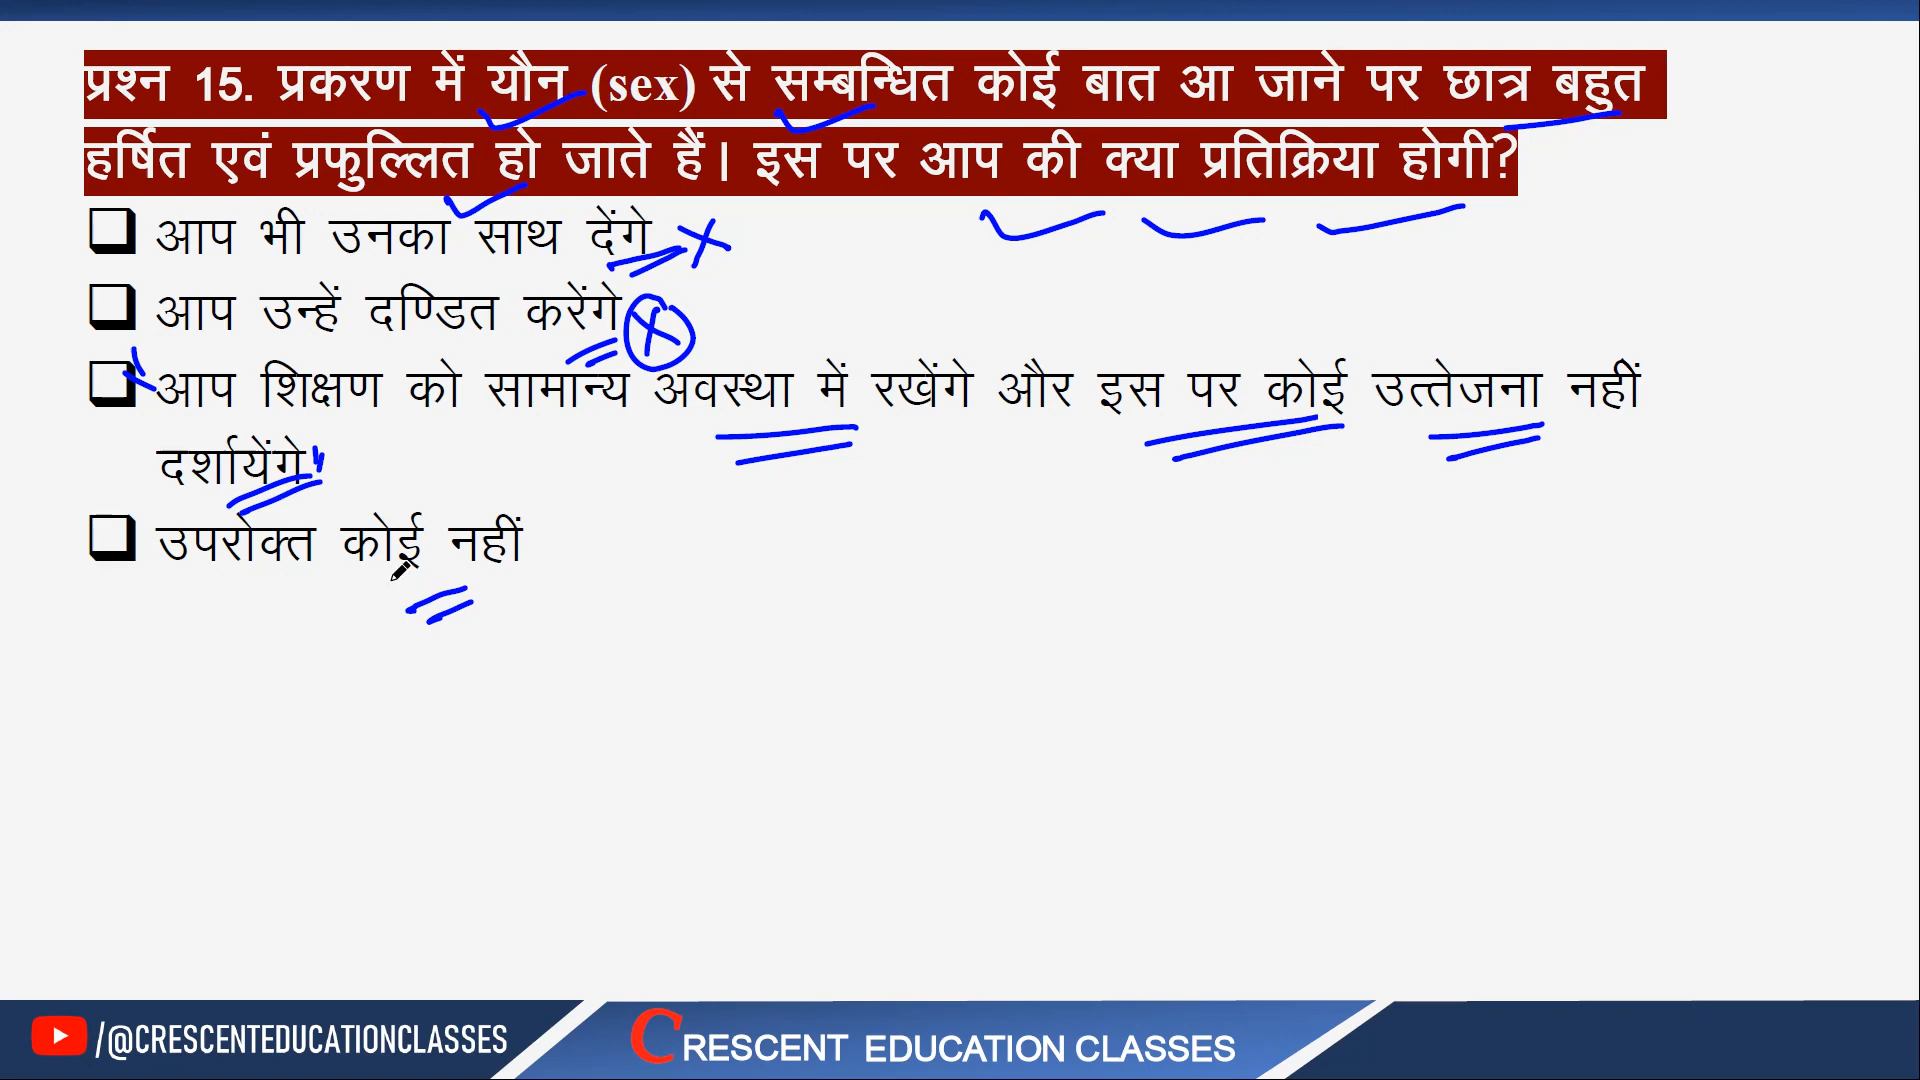 प्रश्न 15. प्रकरण में यौन (sex) से सम्बन्धित कोई बात आ जाने पर छात्र बहुत
हर्षित एवं प्रफुल्लित हो जाते हैं। इस पर आप की क्या प्रतिक्रिया होगी?
आप भी उनका साथ देंगे
आप उन्हें दण्डित करेंगे
आप शिक्षण को सामान्य अवस्था में रखेंगे और इस पर कोई उत्तेजना नहीं
दर्शायेंगे
उपरोक्त कोई नहीं
/@CRESCENTEDUCATIONCLASSES
CRESCENT EDUCATION CLASSES